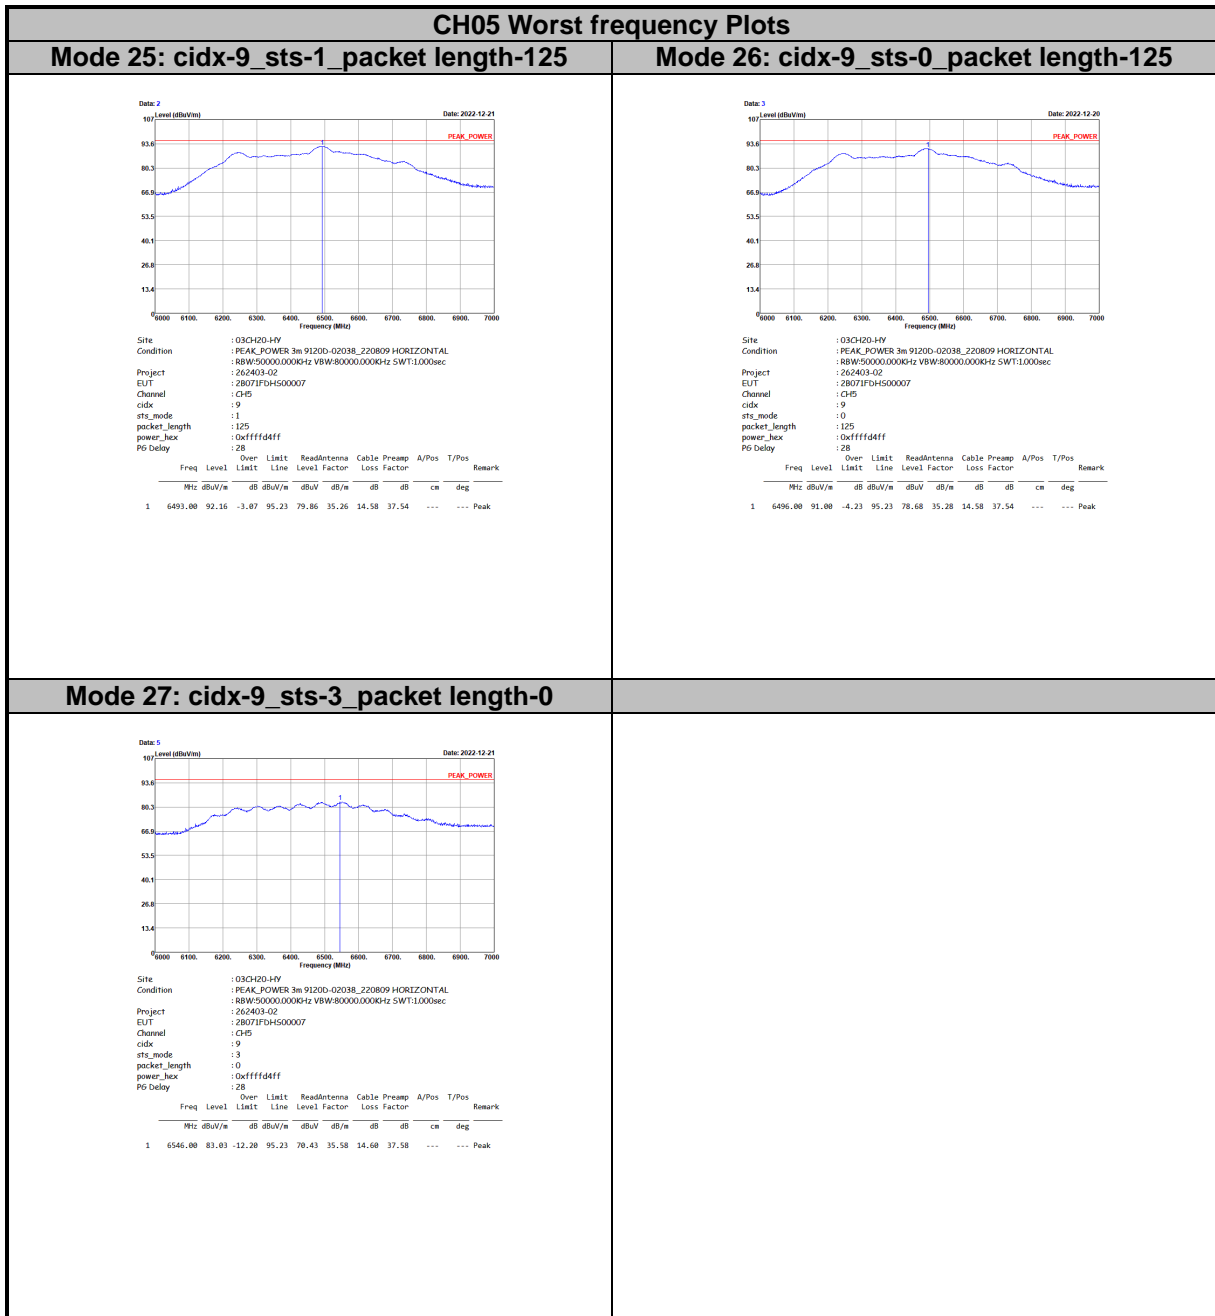 CH05 Worst frequency Plots
Mode 25: cidx-9_sts-1_packet length-125
Mode 26: cidx-9_sts-0_packet length-125
Data: 2
Level (dBuV/m) Date: 2022-12-21
107
PEAK_POWER
93.6
1
80.3
66.9
53.5
40.1
26.8
13.4
0
6000 6100. 6200. 6300. 6400. 6500. 6600. 6700. 6800. 6900. 7000
Frequency (MHz)
Site : 03CH20-HY
Condition : PEAK_POWER 3m 9120D-02038_220809 HORIZONTAL
: RBW:50000.000KHz VBW:80000.000KHz SWT:1.000sec
Project : 262403-02
EUT : 2B071FDHS00007
Channel : CH5
cidx : 9
sts_mode : 1
packet_length : 125
power_hex : 0xffffd4ff
PG Delay : 28
Over Limit ReadAntenna Cable Preamp A/Pos T/Pos
Freq Level Limit Line Level Factor Loss Factor Remark
MHz dBuV/m dB dBuV/m dBuV dB/m dB dB cm deg
1 6493.00 92.16 -3.07 95.23 79.86 35.26 14.58 37.54 --- --- Peak
Data: 3
Level (dBuV/m) Date: 2022-12-20
107
PEAK_POWER
93.6
1
80.3
66.9
53.5
40.1
26.8
13.4
0
6000 6100. 6200. 6300. 6400. 6500. 6600. 6700. 6800. 6900. 7000
Frequency (MHz)
Site : 03CH20-HY
Condition : PEAK_POWER 3m 9120D-02038_220809 HORIZONTAL
: RBW:50000.000KHz VBW:80000.000KHz SWT:1.000sec
Project : 262403-02
EUT : 2B071FDHS00007
Channel : CH5
cidx : 9
sts_mode : 0
packet_length : 125
power_hex : 0xffffd4ff
PG Delay : 28
Over Limit ReadAntenna Cable Preamp A/Pos T/Pos
Freq Level Limit Line Level Factor Loss Factor Remark
MHz dBuV/m dB dBuV/m dBuV dB/m dB dB cm deg
1 6496.00 91.00 -4.23 95.23 78.68 35.28 14.58 37.54 --- --- Peak
Mode 27: cidx-9_sts-3_packet length-0
Data: 5
Level (dBuV/m) Date: 2022-12-21
107
PEAK_POWER
93.6
1
80.3
66.9
53.5
40.1
26.8
13.4
0
6000 6100. 6200. 6300. 6400. 6500. 6600. 6700. 6800. 6900. 7000
Frequency (MHz)
Site : 03CH20-HY
Condition : PEAK_POWER 3m 9120D-02038_220809 HORIZONTAL
: RBW:50000.000KHz VBW:80000.000KHz SWT:1.000sec
Project : 262403-02
EUT : 2B071FDHS00007
Channel : CH5
cidx : 9
sts_mode : 3
packet_length : 0
power_hex : 0xffffd4ff
PG Delay : 28
Over Limit ReadAntenna Cable Preamp A/Pos T/Pos
Freq Level Limit Line Level Factor Loss Factor Remark
MHz dBuV/m dB dBuV/m dBuV dB/m dB dB cm deg
1 6546.00 83.03 -12.20 95.23 70.43 35.58 14.60 37.58 --- --- Peak